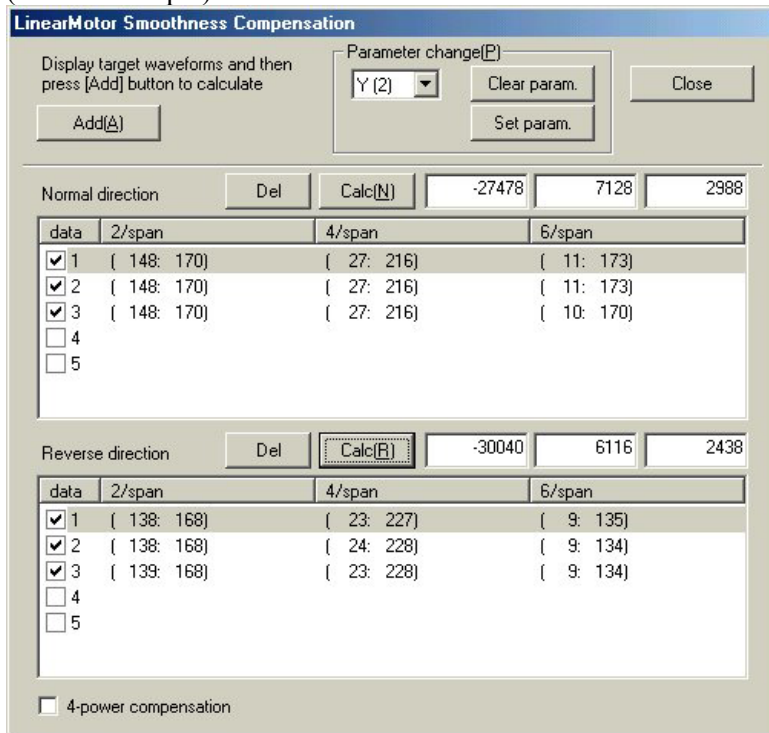 LinearMotor Smoothness Compensation
Display target waveforms and then
press [Add] button to calculate
Add(A)
Parameter change(P)
Y (2)
Clear param.
Set param.
Close
Normal direction Del Calc(N) -27478 7128 2988
data 2/span 4/span 6/span
1 ( 148: 170) ( 27: 216) ( 11: 173)
2 ( 148: 170) ( 27: 216) ( 11: 173)
3 ( 148: 170) ( 27: 216) ( 10: 170)
4
5
Reverse direction Del Calc(R) -30040 6116 2438
data 2/span 4/span 6/span
1 ( 138: 168) ( 23: 227) ( 9: 135)
2 ( 138: 168) ( 24: 228) ( 9: 134)
3 ( 139: 168) ( 23: 228) ( 9: 134)
4
5
4-power compensation